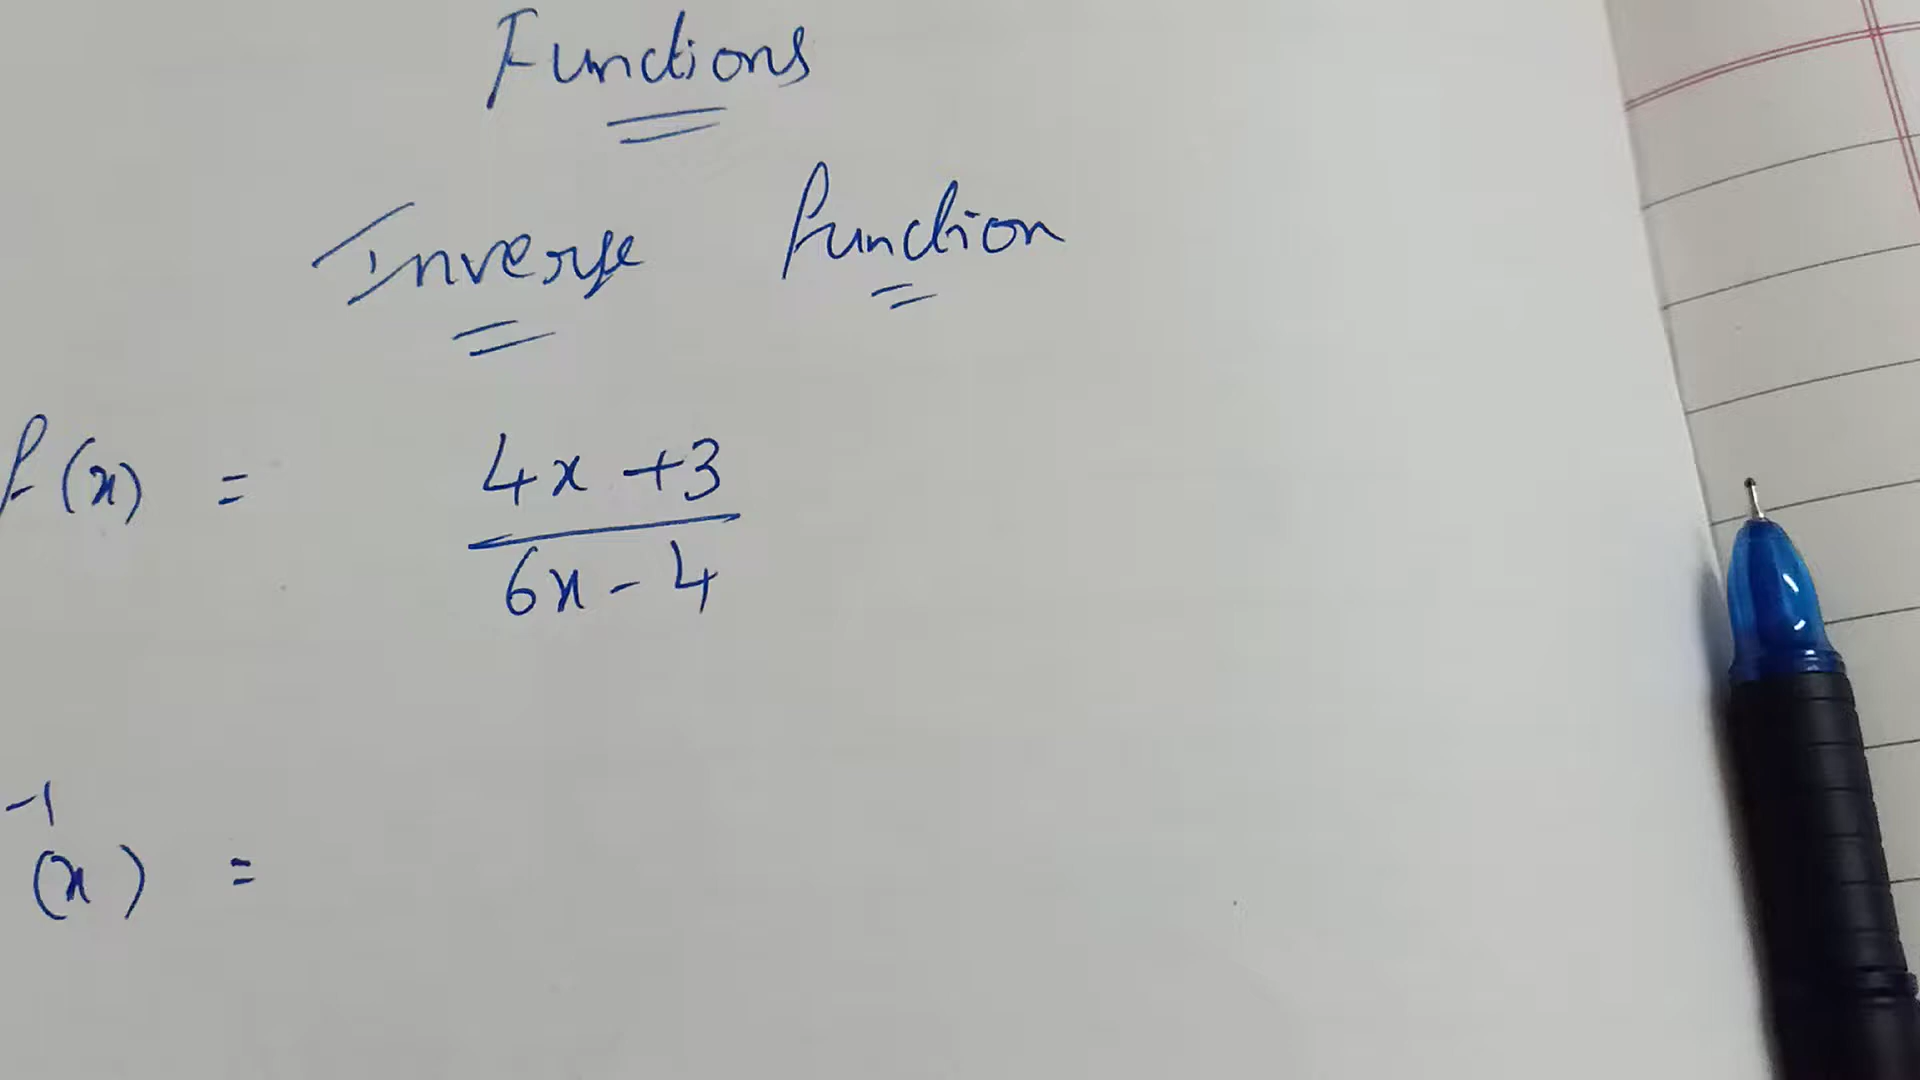 Functions
Inverse function
f(x) = 4x + 3
6x - 4
-1
(x) =